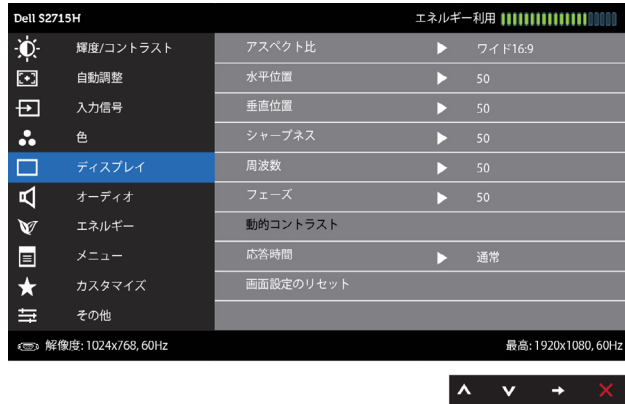 Dell S2715H エネルギー利用
輝度/コントラスト アスペクト比 ワイド16:9
自動調整 水平位置 50
入力信号 垂直位置 50
色 シャープネス 50
ディスプレイ 周波数 50
オーディオ フェーズ 50
エネルギー 動的コントラスト
メニュー 応答時間 通常
カスタマイズ 画面設定のリセット
その他
解像度: 1024x768, 60Hz 最高: 1920x1080, 60Hz